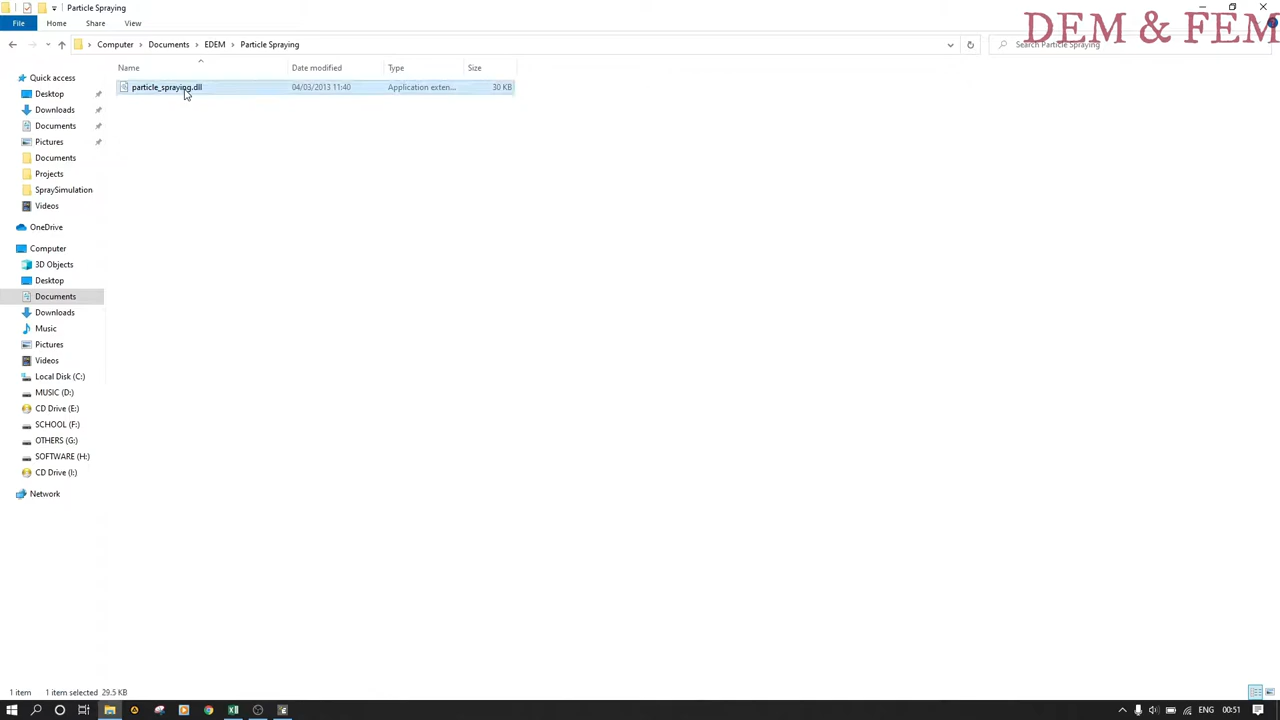 Particle Spraying
File Home Share View
DEM & FEM
Computer Documents EDEM Particle Spraying
Search Particle Spraying
Name Date modified Type Size
particle_spraying.dll 04/03/2013 11:40 Application exten... 30 KB
Quick access
Desktop
Downloads
Documents
Pictures
Documents
Projects
SpraySimulation
Videos
OneDrive
Computer
3D Objects
Desktop
Documents
Downloads
Music
Pictures
Videos
Local Disk (C:)
MUSIC (D:)
CD Drive (E:)
SCHOOL (F:)
OTHERS (G:)
SOFTWARE (H:)
CD Drive (I:)
Network
1 item 1 item selected 29.5 KB
ENG 00:51